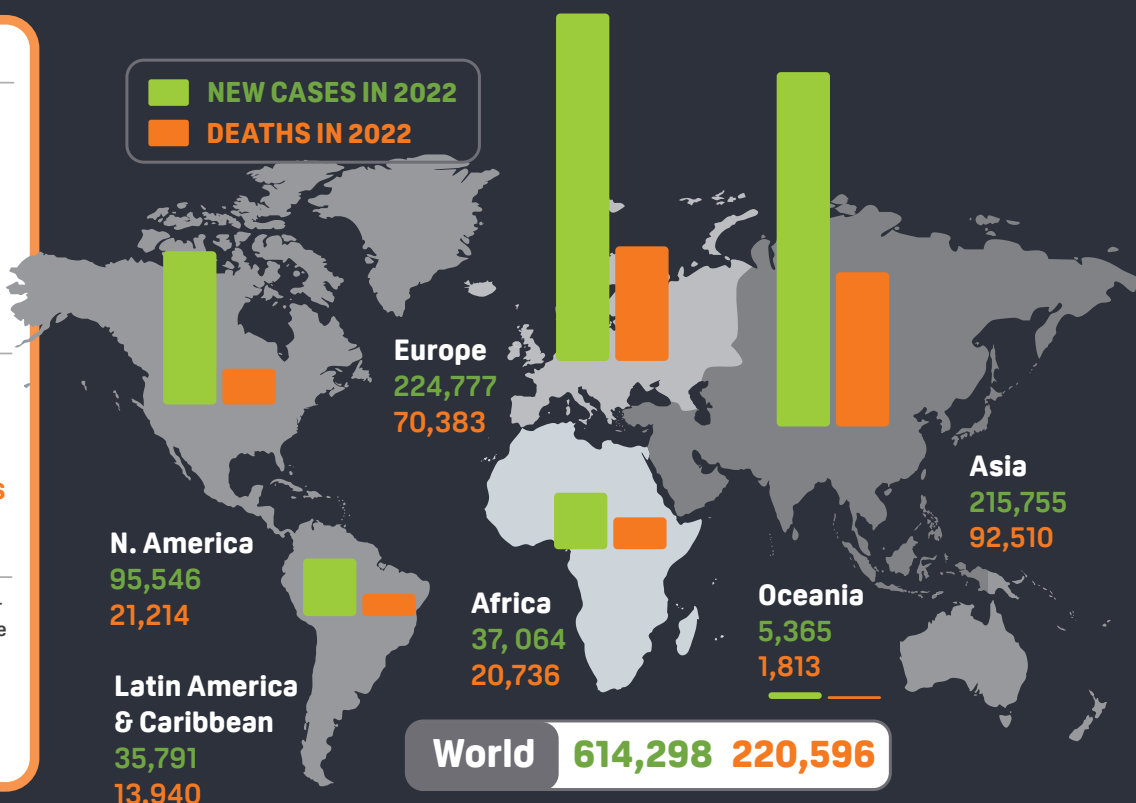 NEW CASES IN 2022
DEATHS IN 2022
Europe
224,777
70,383
Asia
215,755
92,510
N. America
95,546
21,214
Africa
37, 064
20,736
Oceania
5,365
1,813
Latin America
& Caribbean
35,791
13,940
World 614,298 220,596
s
e